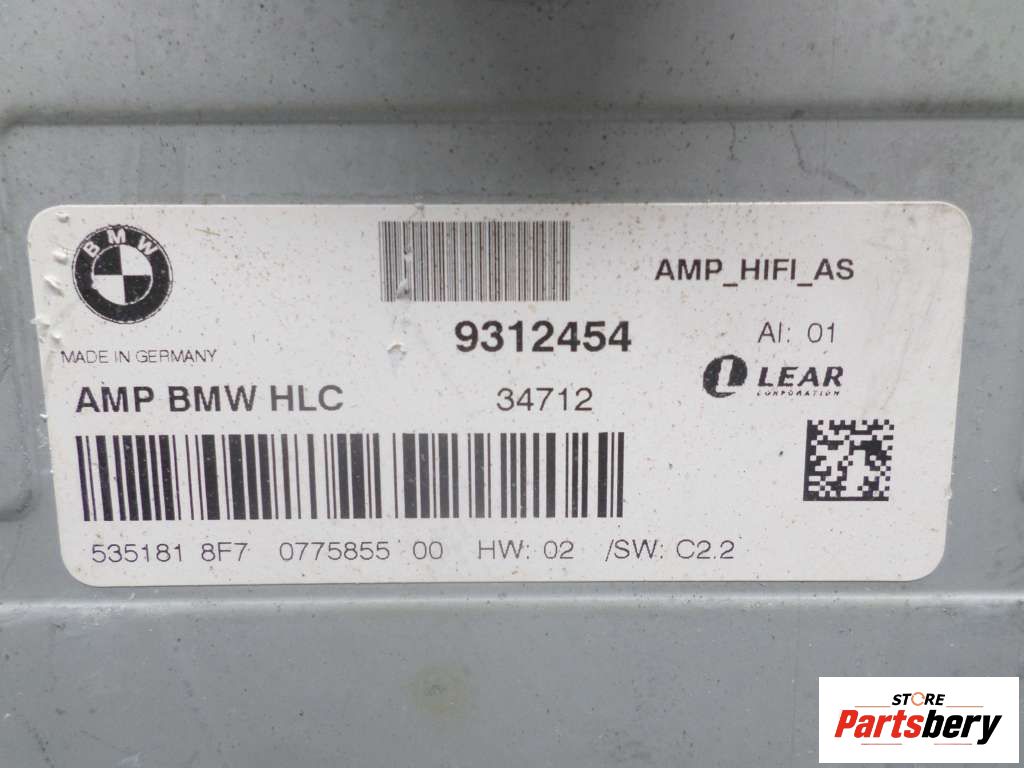 BMW
AMP_HIFI_AS
9312454
AI: 01
MADE IN GERMANY
LEAR
CORPORATION
AMP BMW HLC
34712
535181 8F7 0775855 00 HW: 02 /SW: C2.2
STORE
Partsbery